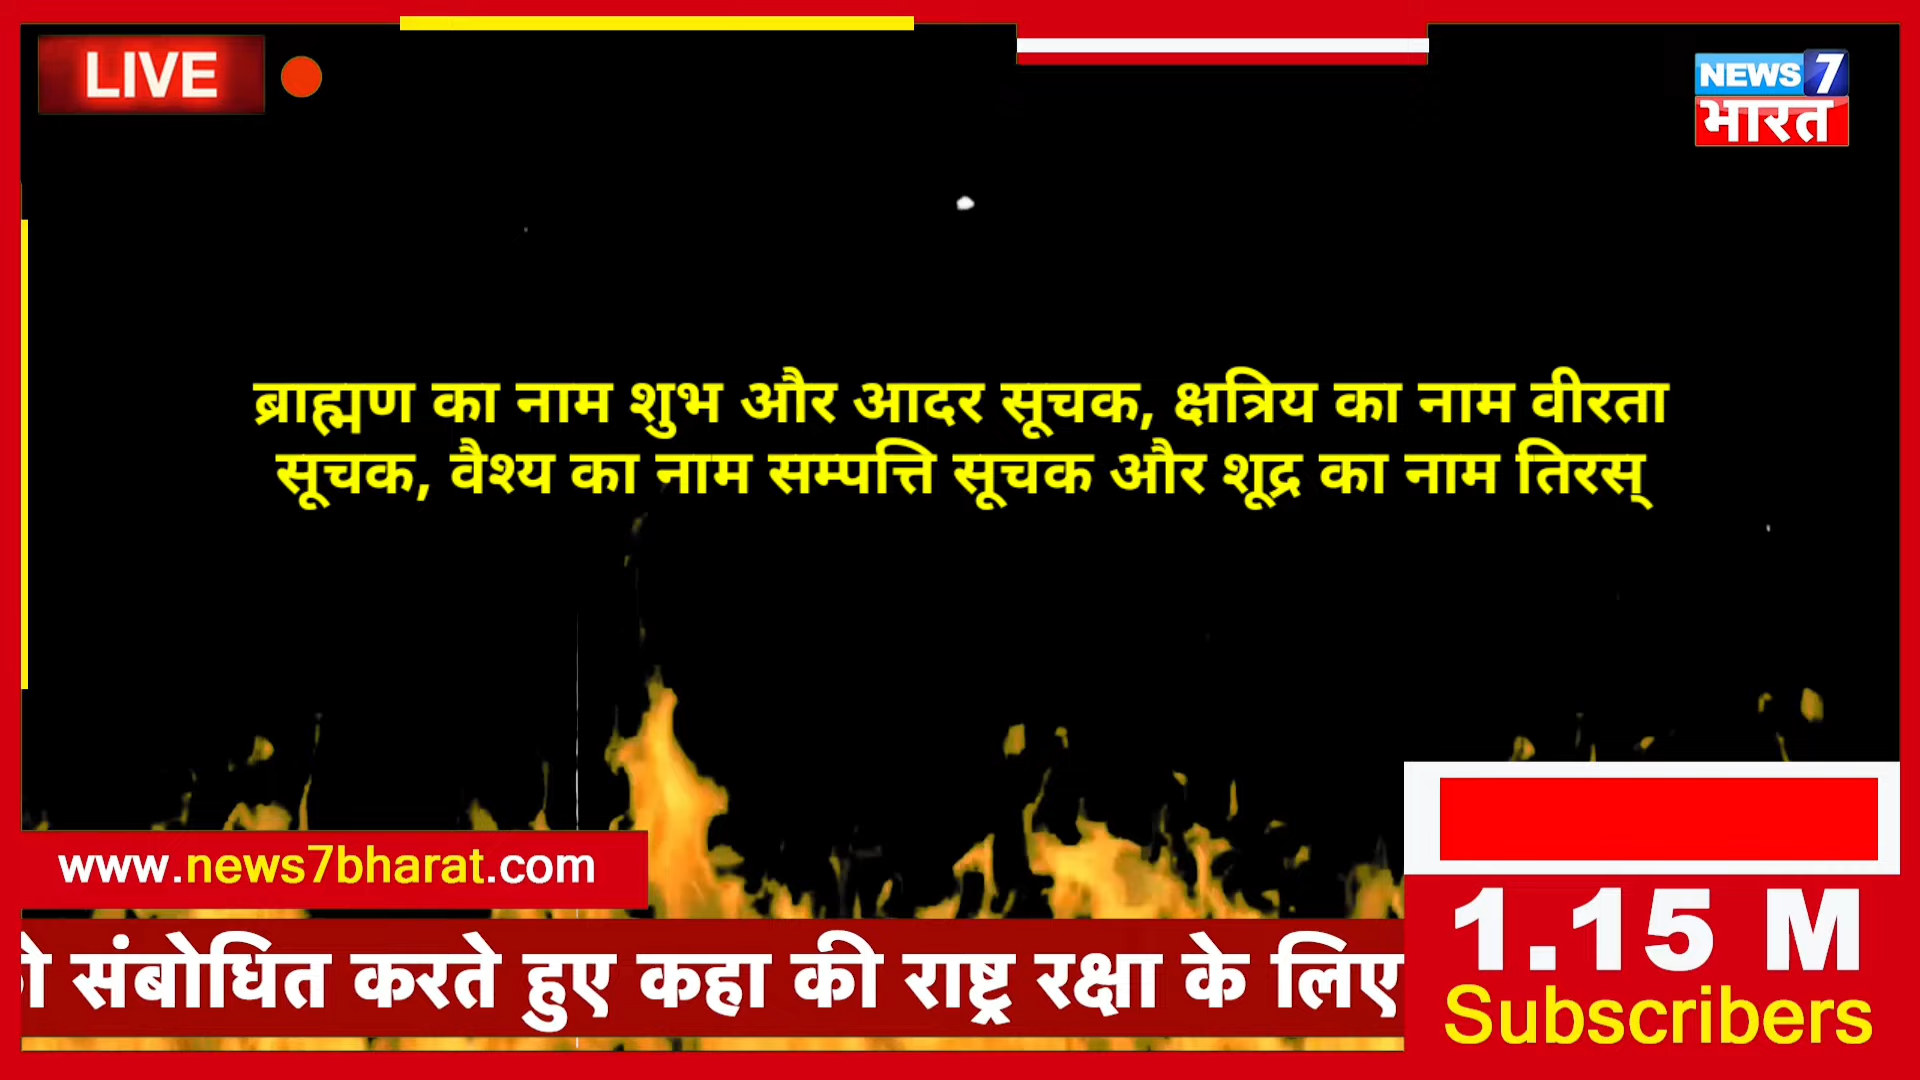 LIVE
NEWS 7
भारत
ब्राह्मण का नाम शुभ और आदर सूचक, क्षत्रिय का नाम वीरता
सूचक, वैश्य का नाम सम्पत्ति सूचक और शूद्र का नाम तिरस्
www.news7bharat.com
संबोधित करते हुए कहा की राष्ट्र रक्षा के लिए
1.15 M
Subscribers